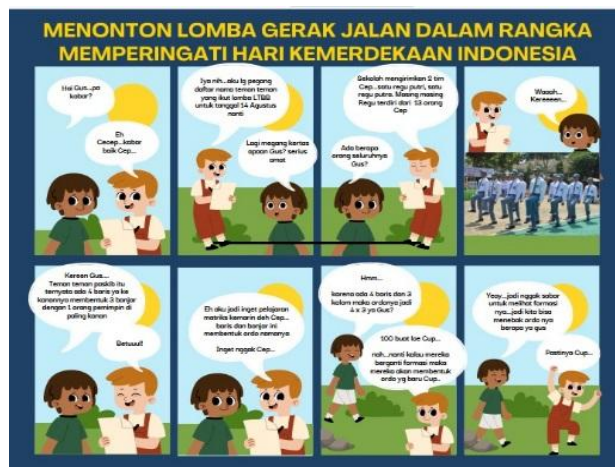 MENONTON LOMBA GERAK JALAN DALAM RANGKA
MEMPERINGATI HARI KEMERDEKAAN INDONESIA
Hai Gus...pa
kabar?
Eh
Cecep...kabar
baik Cep...
Iya nih...aku lg pegang
daftar nama teman teman
yang ikut lomba LTBB
untuk tanggal 14 Agustus
nanti
Lagi megang kertas
apaan Gus? serius
amat
Sekolah mengirimkan 2 tim
Cep...satu regu putri, satu
regu putra. Masing masing
Regu terdiri dari 13 orang
Cep
Ada berapa
orang seluruhnya
Gus?
Waaah...
Kereeeen...
Kereen Gus....
Teman teman paskib itu
ternyata ada 4 baris ya ke
kanannya membentuk 3 banjar
dengan 1 orang pemimpin di
paling kanan
Betuuul!
Eh aku jadi inget pelajaran
matriks kemarin deh Cep...
baris dan banjar ini
membentuk ordo namanya
Inget nggak Cep...
Hmm...
karena ada 4 baris dan 3
kolom maka ordonya jadi
4 x 3 ya Gus?
100 buat loe Cup...
nah...nanti kalau mereka
berganti formasi maka
mereka akan membentuk
ordo yg baru Cup..
Yeay...jadi nggak sabar
untuk melihat formasi
nya...jadi kita bisa
menebak ordo nya
berapa ya gus
Pastinya Cup...